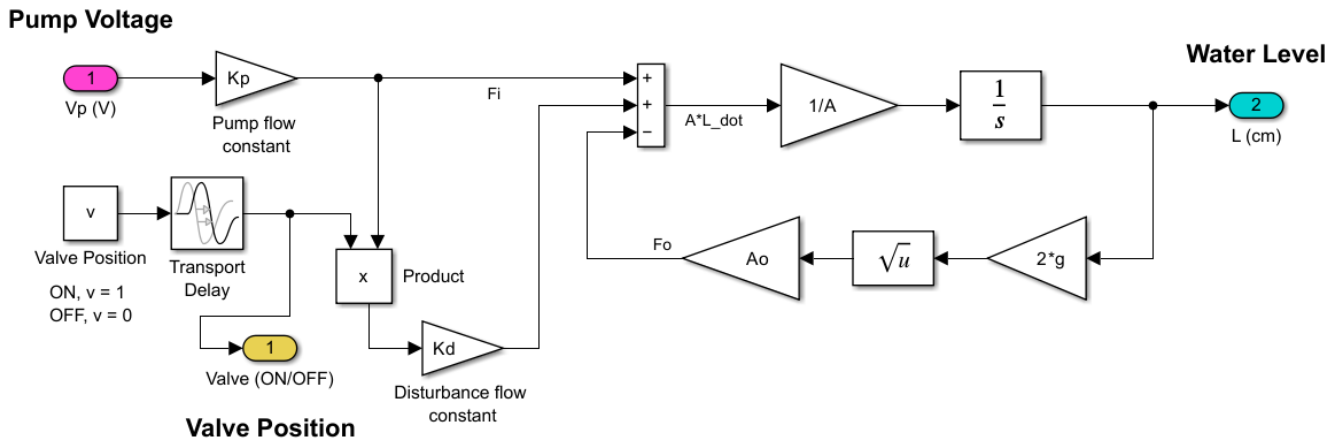 Pump Voltage
1
Vp (V)
Kp
Pump flow
constant
Fi
+
+
−
A*L_dot
1/A
1
s
Water Level
2
L (cm)
v
Valve Position
ON, v = 1
OFF, v = 0
Transport
Delay
x
Product
Fo
Ao
√u
2*g
1
Valve (ON/OFF)
Kd
Disturbance flow
constant
Valve Position